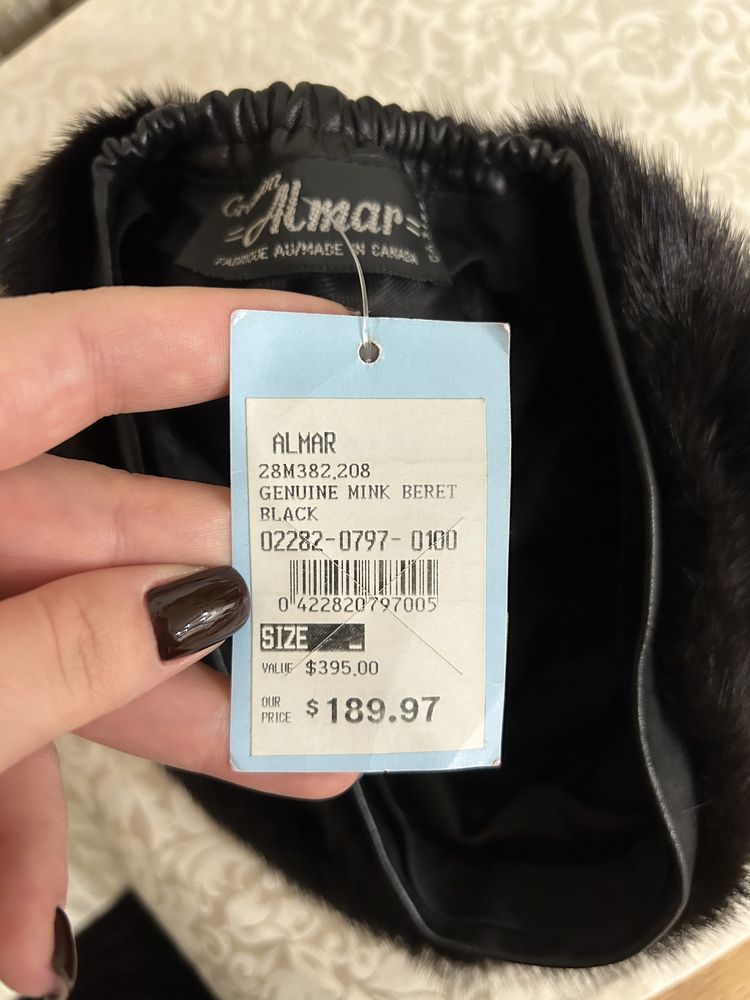 Almar
FABRIQUE AU/MADE IN CANADA
ALMAR
28M382.208
GENUINE MINK BERET
BLACK
02282-0797- 0100
0 422820797005
SIZE _
VALUE $395.00
OUR PRICE $189.97